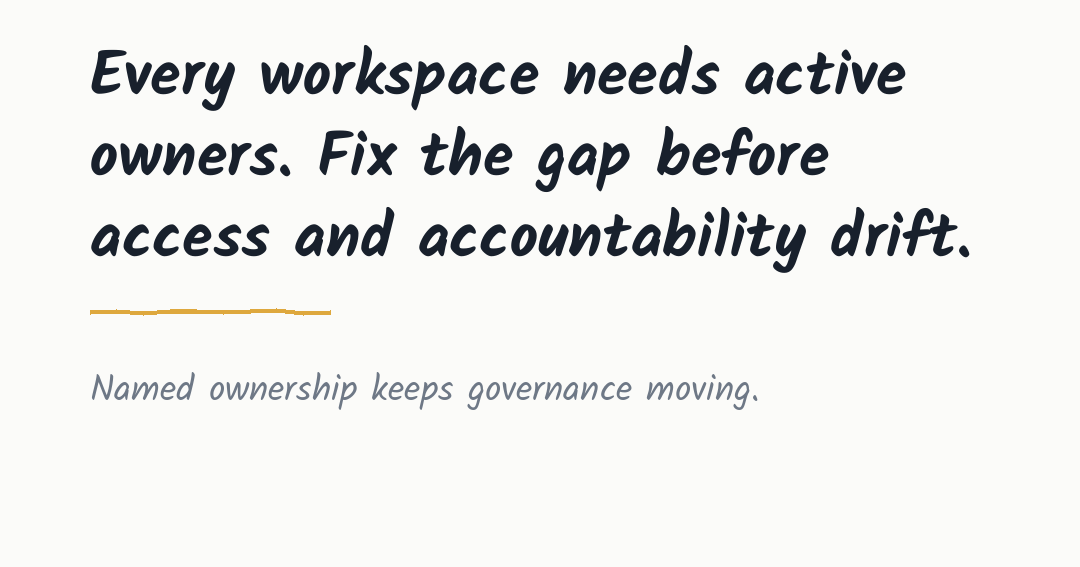 Every workspace needs active
owners. Fix the gap before
access and accountability drift.
Named ownership keeps governance moving.